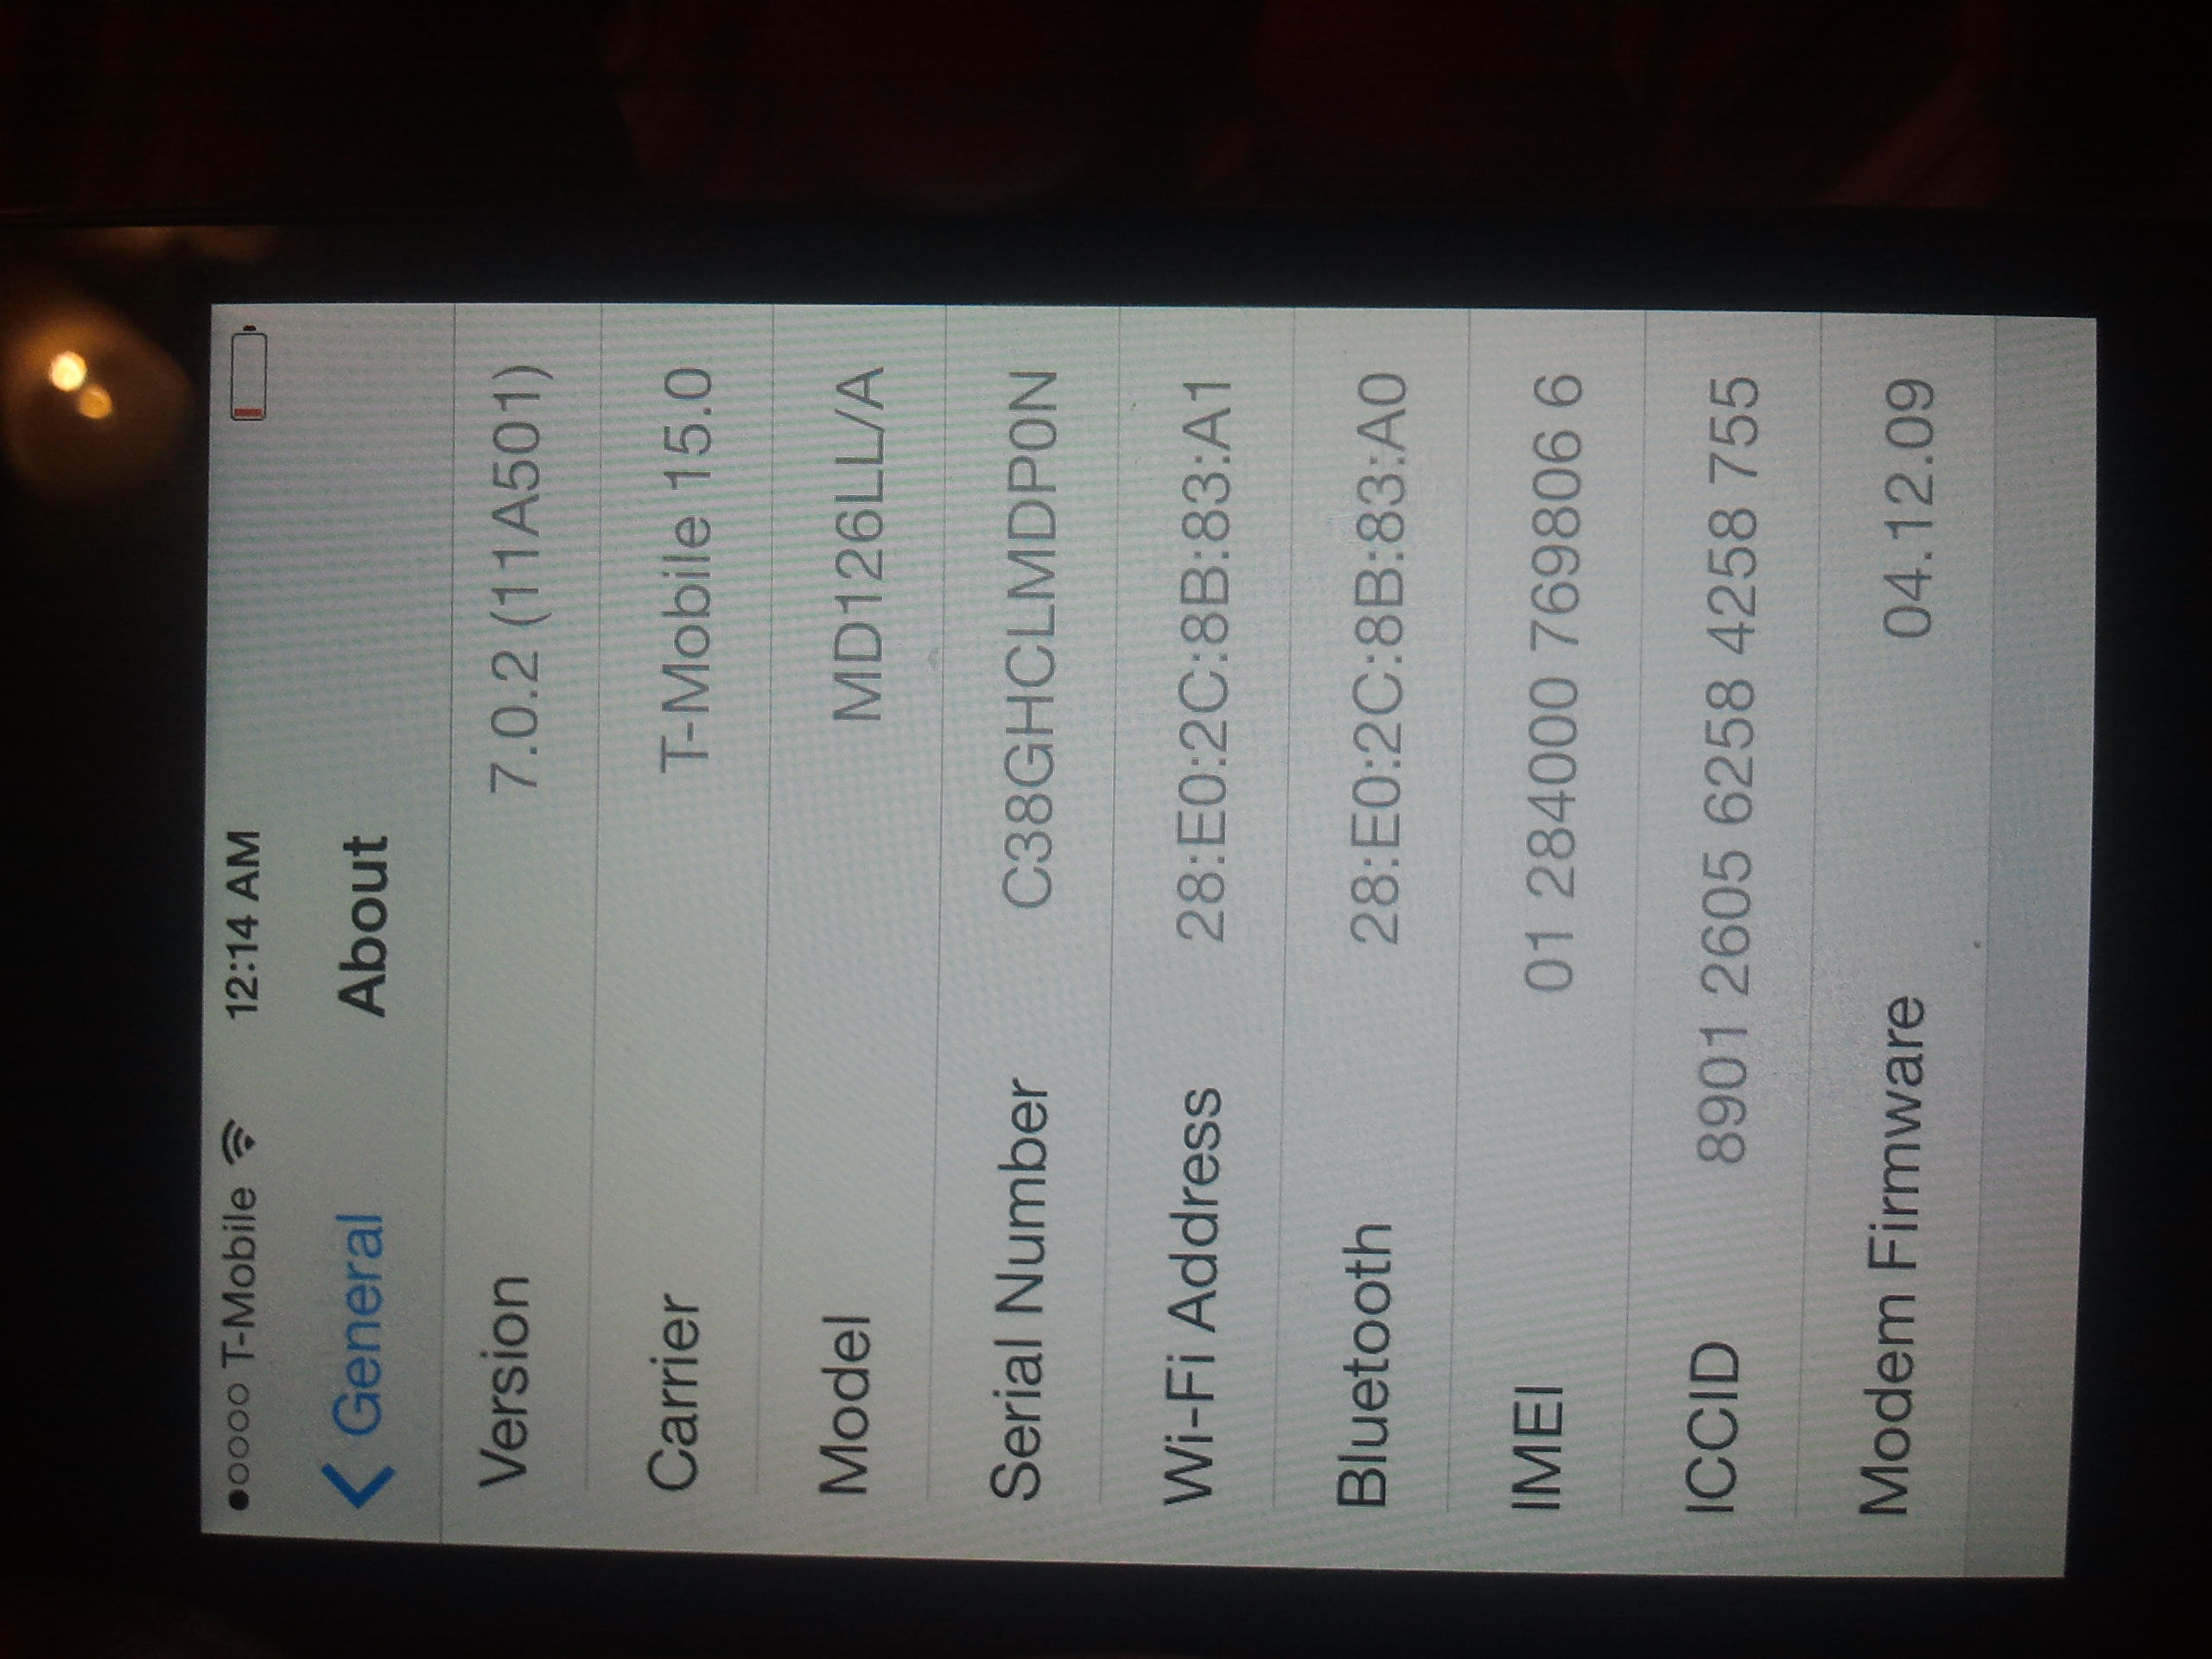 T-Mobile 12:14 AM
General About
Version 7.0.2 (11A501)
Carrier T-Mobile 15.0
Model MD126LL/A
Serial Number C38GHCLMDP0N
Wi-Fi Address 28:E0:2C:8B:83:A1
Bluetooth 28:E0:2C:8B:83:A0
IMEI 01 284000 769806 6
ICCID 8901 2605 6258 4258 755
Modem Firmware 04.12.09